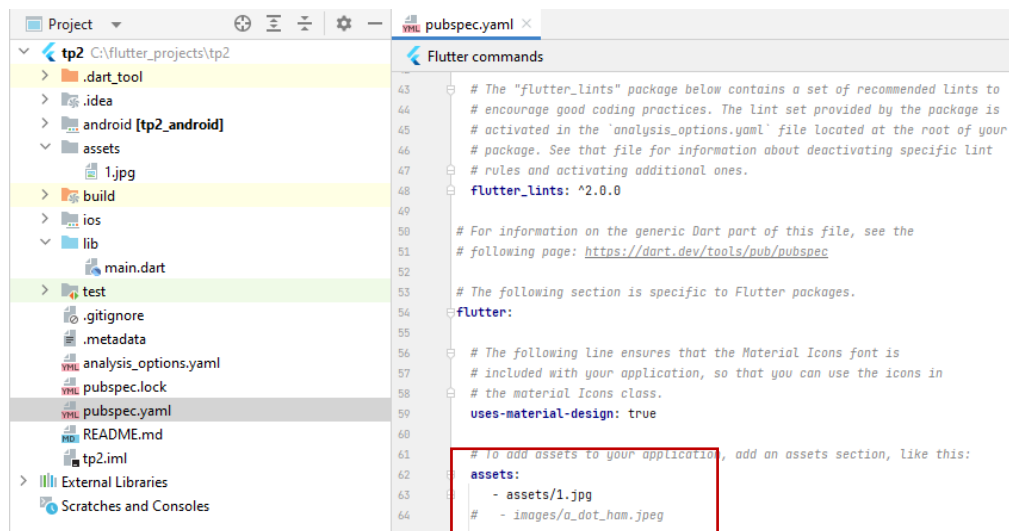 Project
tp2 C:\flutter_projects\tp2
.dart_tool
.idea
android [tp2_android]
assets
1.jpg
build
ios
lib
main.dart
test
.gitignore
.metadata
analysis_options.yaml
pubspec.lock
pubspec.yaml
README.md
tp2.iml
External Libraries
Scratches and Consoles
pubspec.yaml
Flutter commands
43 # The "flutter_lints" package below contains a set of recommended lints to
44 # encourage good coding practices. The lint set provided by the package is
45 # activated in the `analysis_options.yaml` file located at the root of your
46 # package. See that file for information about deactivating specific lint
47 # rules and activating additional ones.
48 flutter_lints: ^2.0.0
49
50 # For information on the generic Dart part of this file, see the
51 # following page: https://dart.dev/tools/pub/pubspec
52
53 # The following section is specific to Flutter packages.
54 flutter:
55
56 # The following line ensures that the Material Icons font is
57 # included with your application, so that you can use the icons in
58 # the material Icons class.
59 uses-material-design: true
60
61 # To add assets to your application, add an assets section, like this:
62 assets:
63 - assets/1.jpg
64 # - images/a_dot_ham.jpeg